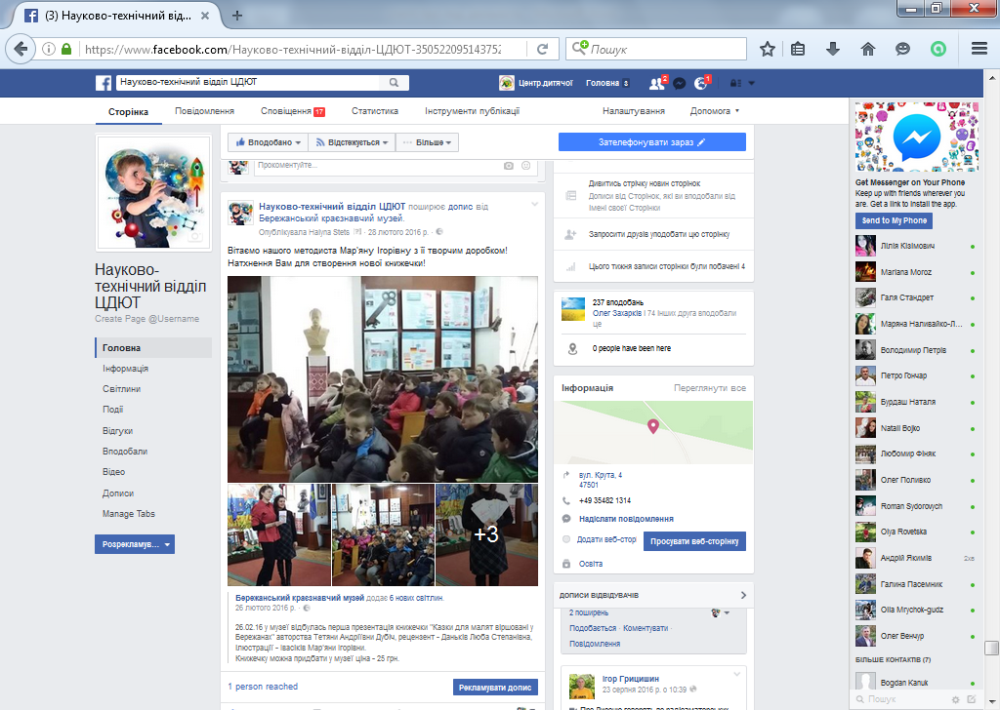 (3) Науково-технічний від...
https://www.facebook.com/Науково-технічний-відділ-ЦДЮТ-35052209514375
Пошук
Науково-технічний відділ ЦДЮТ
Центр.дитячої
Головна 3
2
1
Сторінка
Повідомлення
Сповіщення 17
Статистика
Інструменти публікації
Налаштування
Допомога
Науково-
технічний відділ
ЦДЮТ
Create Page @Username
Головна
Інформація
Світлини
Події
Відгуки
Вподобали
Відео
Дописи
Manage Tabs
Розрекламув...
Вподобано
Відстежується
Більше
Прокоментуйте...
Науково-технічний відділ ЦДЮТ поширює допис від
Бережанський краєзнавчий музей.
Опублікувала Halyna Stets · 28 лютого 2016 р. ·
Вітаємо нашого методиста Мар'яну Ігорівну з її творчим доробком!
Натхнення Вам для створення нової книжечки!
+3
Бережанський краєзнавчий музей додає 6 нових світлин.
26 лютого 2016 р. ·
26.02.16 у музеї відбулась перша презентація книжечки "Казки для малят віршовані у
Бережанах" авторства Тетяни Андріївни Дубіч, рецензент - Даньків Люба Степанівна,
ілюстрації - Івасіків Мар'яни Ігорівни.
Книжечку можна придбати у музеї ціна - 25 грн.
1 person reached
Рекламувати допис
Зателефонувати зараз
Дивитись стрічку новин сторінок
Дописи від Сторінок, які ви вподобали від
імені своєї Сторінки
Запросити друзів уподобати цю сторінку
Цього тижня записи сторінки були побачені 4
237 вподобань
Олег Захарків і 74 інших друга вподобали
це
0 people have been here
Інформація
Переглянути все
вул. Крута, 4
47501
+49 35482 1314
Надіслати повідомлення
Додати веб-стор
Просувати веб-сторінку
Освіта
ДОПИСИ ВІДВІДУВАЧІВ
2 поширень
Подобається · Коментувати ·
Повідомлення
Ігор Грицишин
23 серпня 2016 р. о 10:39
Get Messenger on Your Phone
Keep up with friends wherever you
are. Get a link to install the app.
Send to My Phone
Лілія Кізімович
Mariana Moroz
Галя Стандрет
Маряна Наливайко-Л...
Володимир Петрів
Петро Гончар
Бурдаш Наталя
Natali Bojko
Любомир Фіняк
Олег Поливко
Roman Sydorovych
Olya Rovetska
Андрій Якимів 2хв
Галина Пасемник
Olia Mrychok-gudz
Олег Венчур
БІЛЬШЕ КОНТАКТІВ (7)
Bogdan Kanuk
Пошук